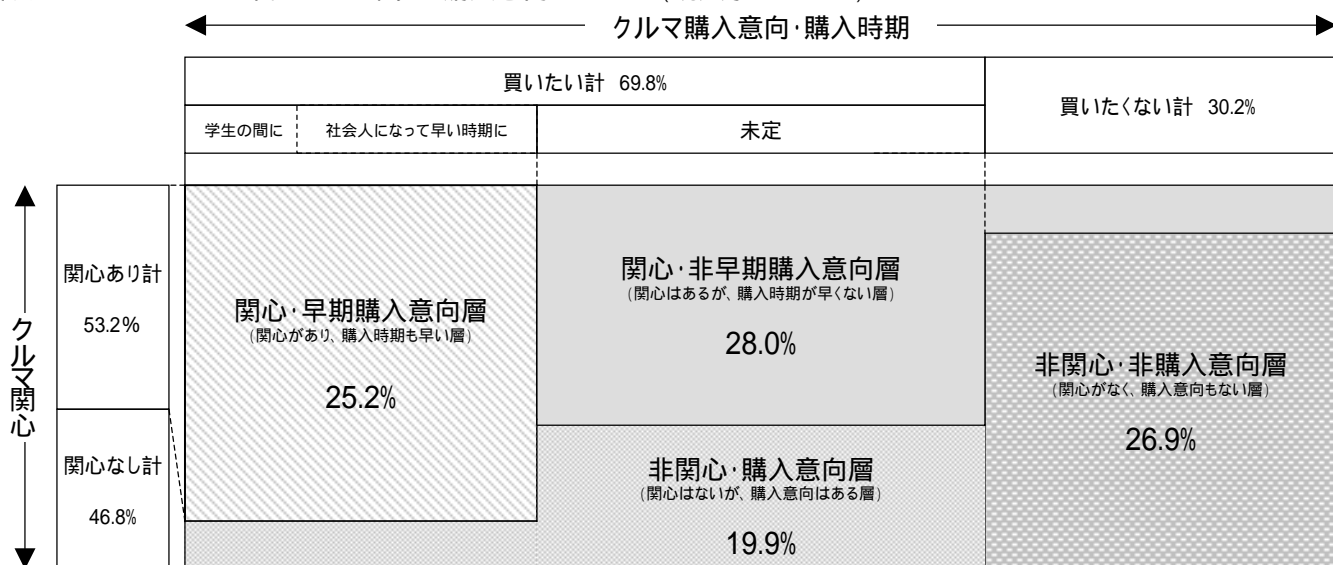 クルマ購入意向・購入時期
買いたい計 69.8%
買いたくない計 30.2%
学生の間に
社会人になって早い時期に
未定
クルマ関心
関心あり計
53.2%
関心なし計
46.8%
関心・早期購入意向層
(関心があり、購入時期も早い層)
25.2%
関心・非早期購入意向層
(関心はあるが、購入時期が早くない層)
28.0%
非関心・購入意向層
(関心はないが、購入意向はある層)
19.9%
非関心・非購入意向層
(関心がなく、購入意向もない層)
26.9%